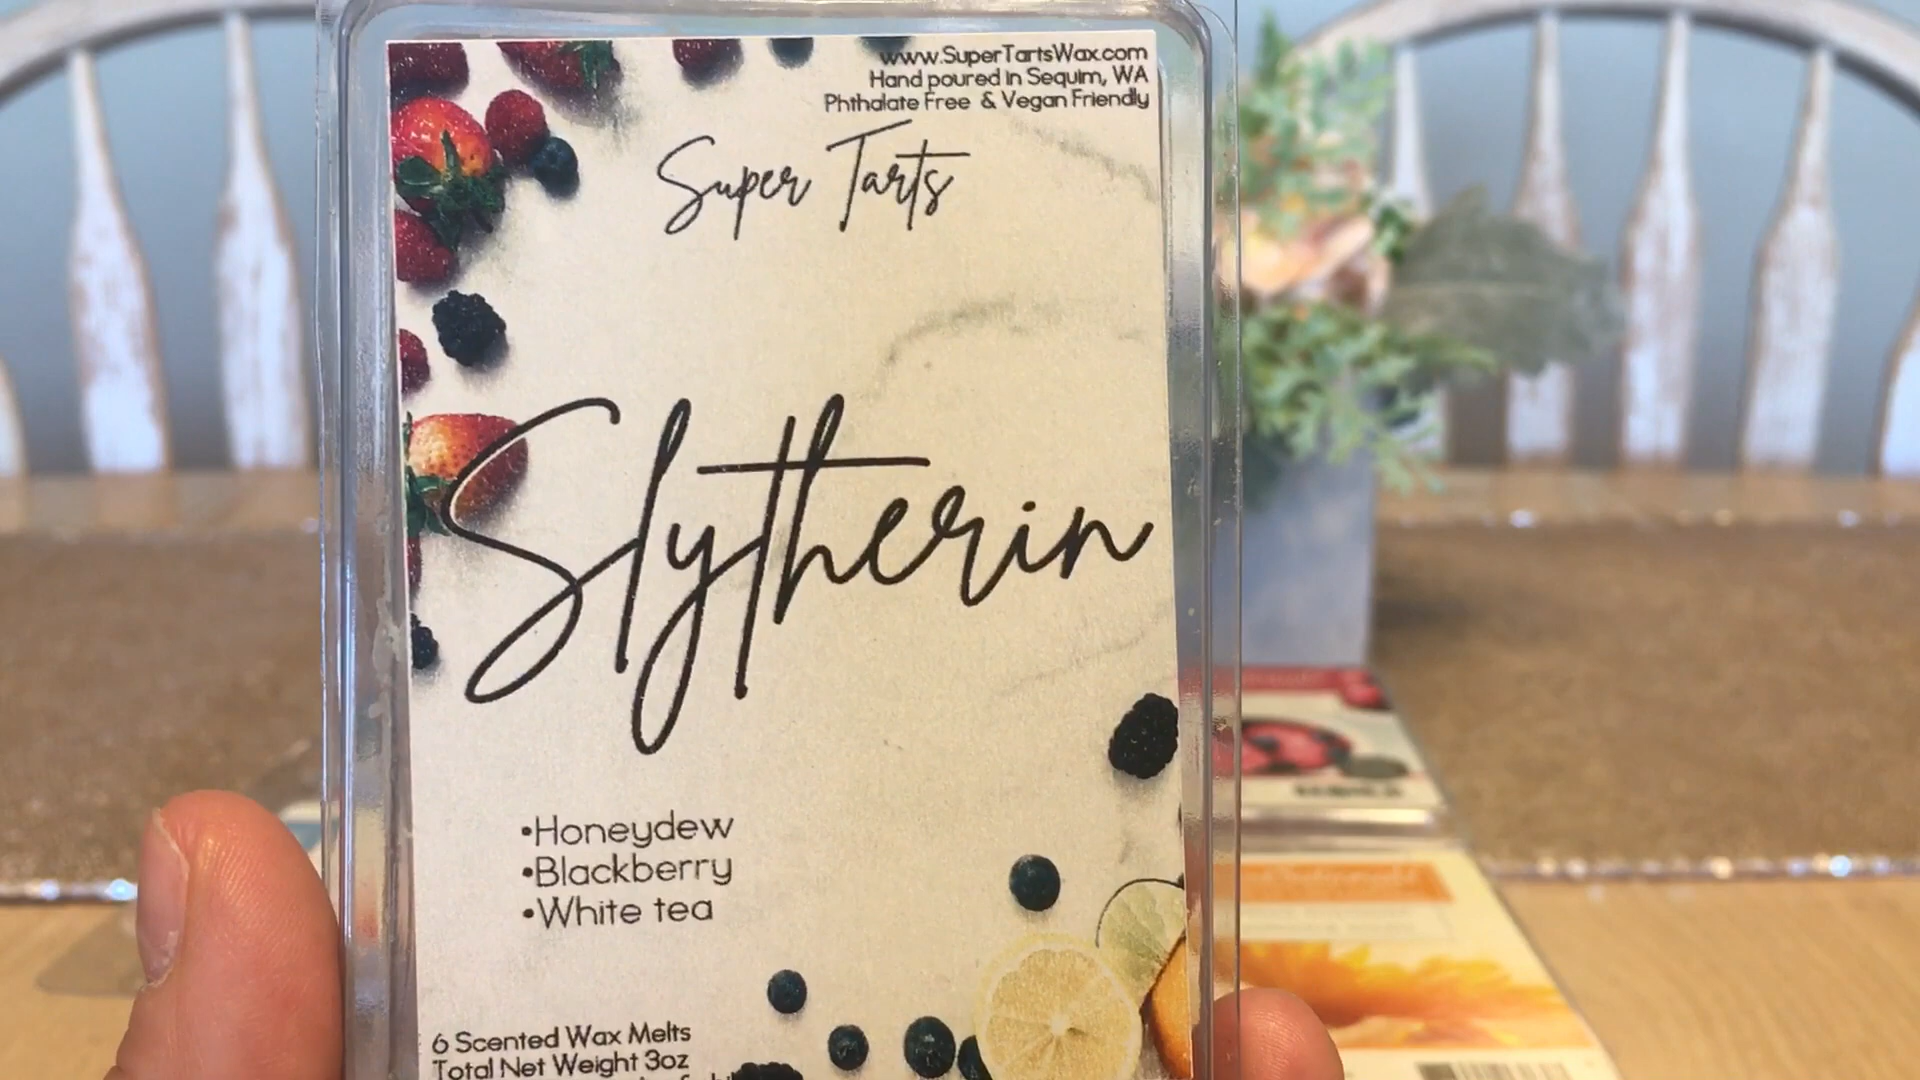 www.SuperTartsWax.com
Hand poured in Sequim, WA
Phthalate Free & Vegan Friendly
Super Tarts
Slytherin
•Honeydew
•Blackberry
•White tea
6 Scented Wax Melts
Total Net Weight 3oz